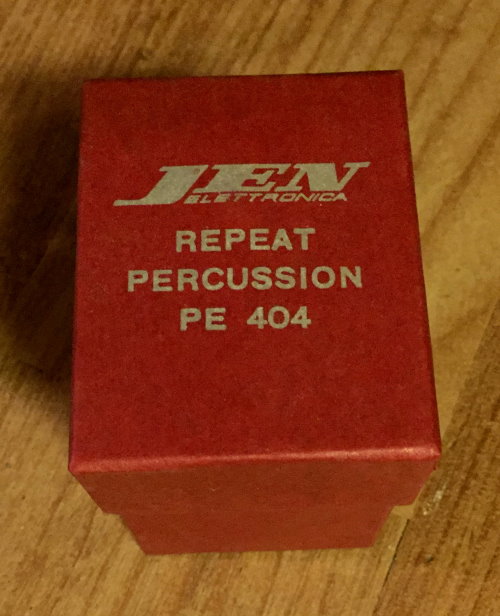 JEN
ELETTRONICA
REPEAT
PERCUSSION
PE 404